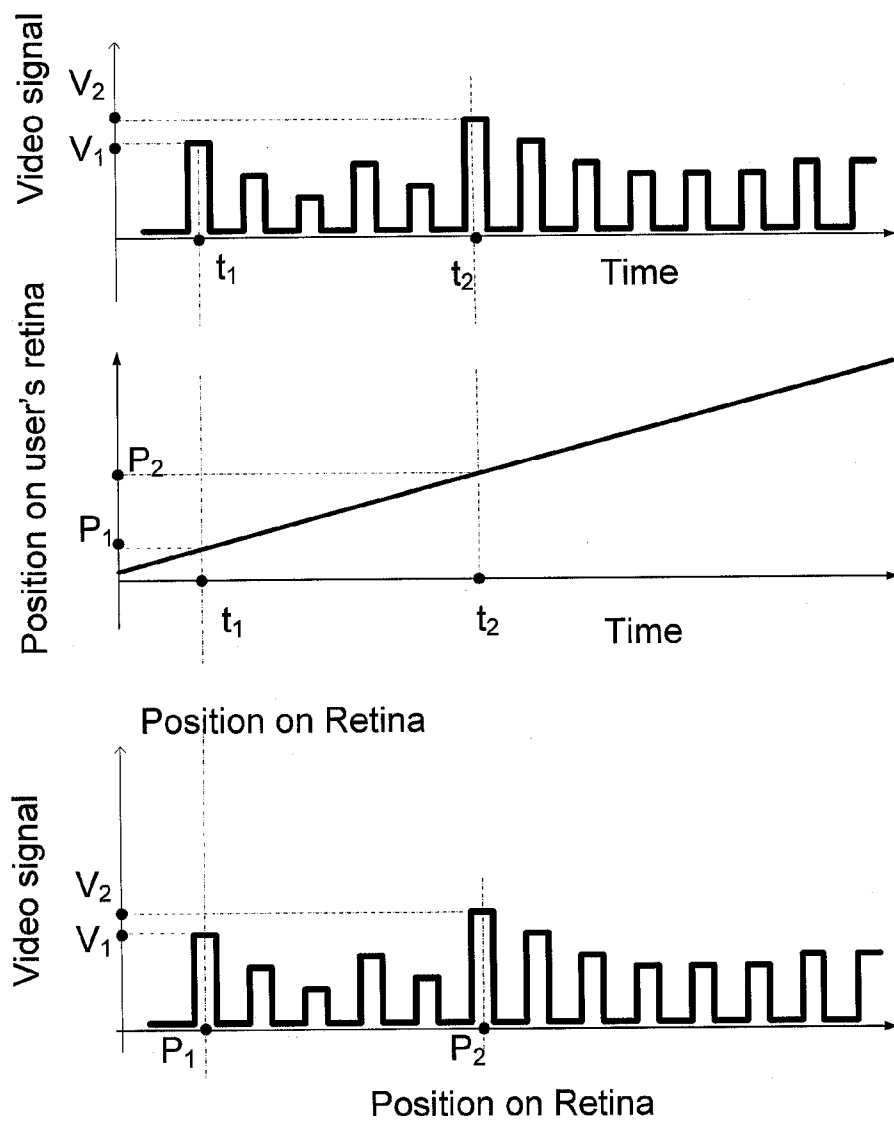 Video signal
V2
V1
t1
t2
Time
Position on user's retina
P2
P1
t1
t2
Time
Position on Retina
Video signal
V2
V1
P1
P2
Position on Retina